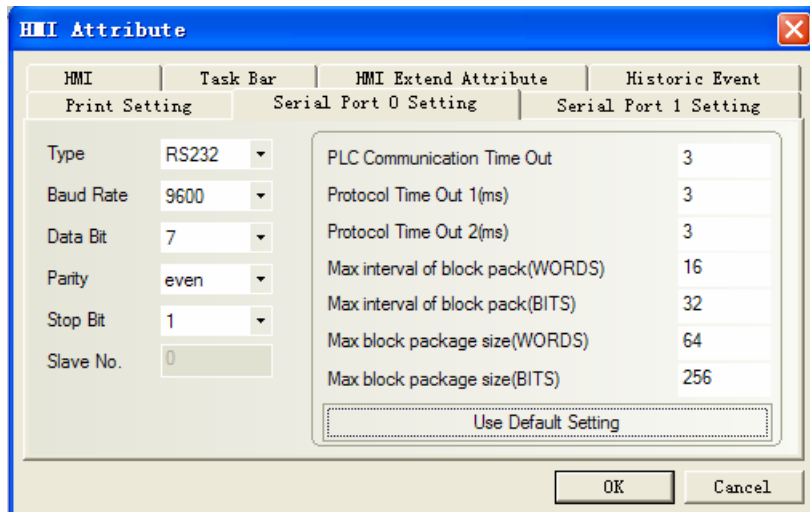 HMI Attribute
HMI Task Bar HMI Extend Attribute Historic Event
Print Setting Serial Port 0 Setting Serial Port 1 Setting
Type RS232
Baud Rate 9600
Data Bit 7
Parity even
Stop Bit 1
Slave No. 0
PLC Communication Time Out 3
Protocol Time Out 1(ms) 3
Protocol Time Out 2(ms) 3
Max interval of block pack(WORDS) 16
Max interval of block pack(BITS) 32
Max block package size(WORDS) 64
Max block package size(BITS) 256
Use Default Setting
OK Cancel